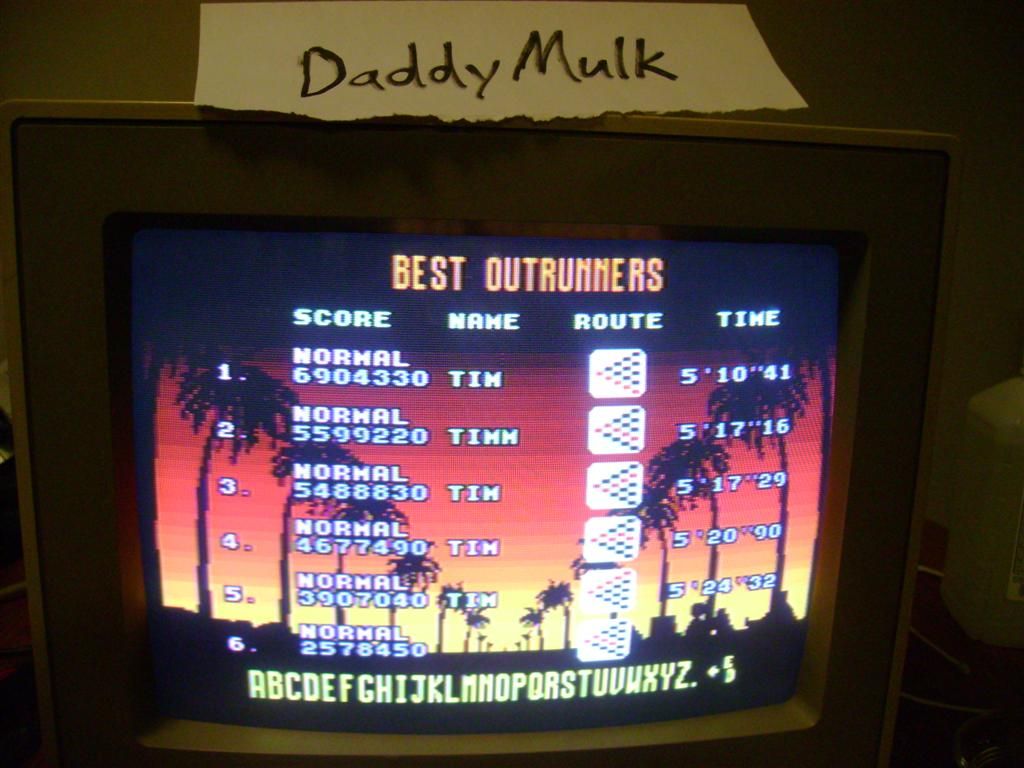 DaddyMulk
BEST OUTRUNNERS
SCORE NAME ROUTE TIME
NORMAL
1. 6904330 TIM 5'10"41
NORMAL
2. 5599220 TIMM 5'17"16
NORMAL
3. 5488830 TIM 5'17"29
NORMAL
4. 4677490 TIM 5'20"90
NORMAL
5. 3907040 TIM 5'24"32
NORMAL
6. 2578450
ABCDEFGHIJKLMNOPQRSTUVWXYZ. ← ED